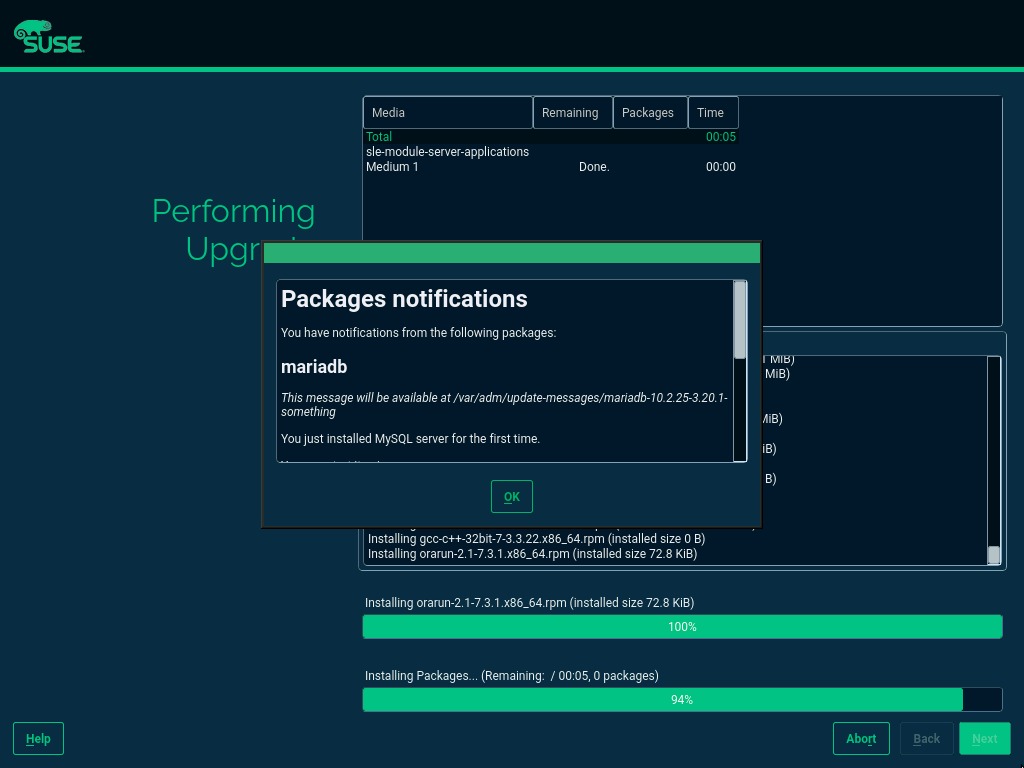 SUSE
Media Remaining Packages Time
Total 00:05
sle-module-server-applications
Medium 1 Done. 00:00
Performing
Packages notifications
You have notifications from the following packages:
mariadb
This message will be available at /var/adm/update-messages/mariadb-10.2.25-3.20.1-
something
You just installed MySQL server for the first time.
OK
MiB)
MiB)
MiB)
iB)
B)
Installing gcc-c++-32bit-7-3.3.22.x86_64.rpm (installed size 0 B)
Installing orarun-2.1-7.3.1.x86_64.rpm (installed size 72.8 KiB)
Installing orarun-2.1-7.3.1.x86_64.rpm (installed size 72.8 KiB)
100%
Installing Packages... (Remaining: / 00:05, 0 packages)
94%
Help Abort Back Next